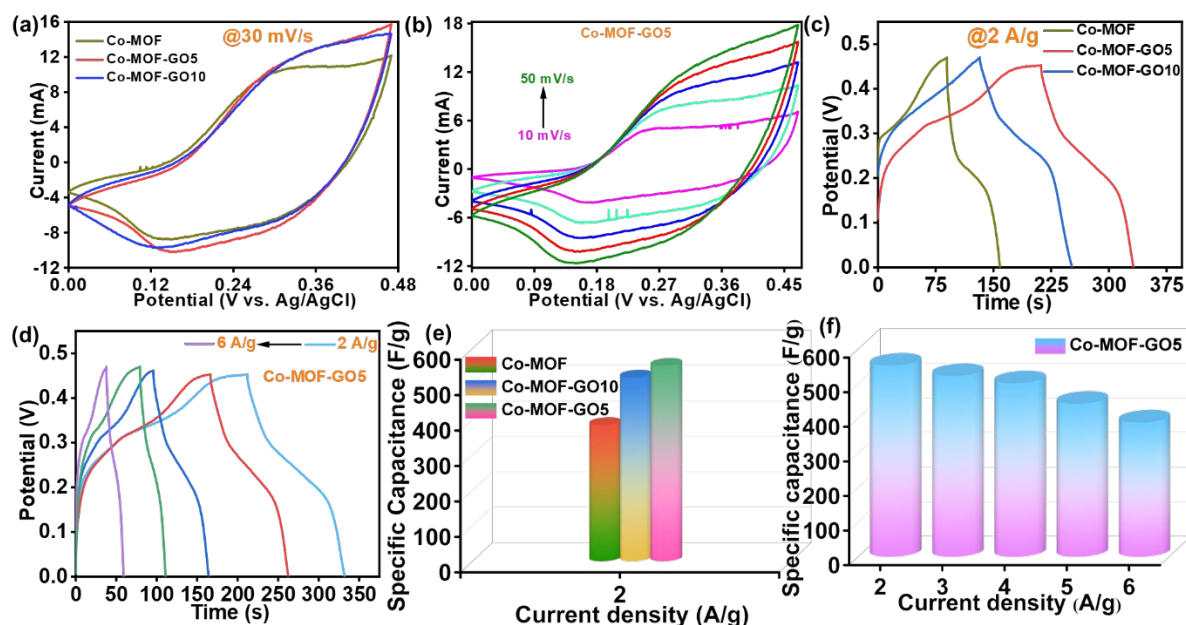 (a)
@30 mV/s
Co-MOF
Co-MOF-GO5
Co-MOF-GO10
Current (mA)
16
12
8
4
0
-4
-8
-12
0.00
0.12
0.24
0.36
0.48
Potential (V vs. Ag/AgCl)
(b)
Co-MOF-GO5
50 mV/s
10 mV/s
Current (mA)
18
12
6
0
-6
-12
0.00
0.09
0.18
0.27
0.36
0.45
Potential (V vs. Ag/AgCl)
(c)
@2 A/g
Co-MOF
Co-MOF-GO5
Co-MOF-GO10
Potential (V)
0.5
0.4
0.3
0.2
0.1
0.0
0
75
150
225
300
375
Time (s)
(d)
6 A/g
2 A/g
Co-MOF-GO5
Potential (V)
0.5
0.4
0.3
0.2
0.1
0.0
0
50
100
150
200
250
300
350
Time (s)
(e)
Co-MOF
Co-MOF-GO10
Co-MOF-GO5
Specific Capacitance (F/g)
600
500
400
300
200
100
0
2
Current density (A/g)
(f)
Co-MOF-GO5
Specific capacitance (F/g)
600
500
400
300
200
100
0
2
3
4
5
6
Current density (A/g)